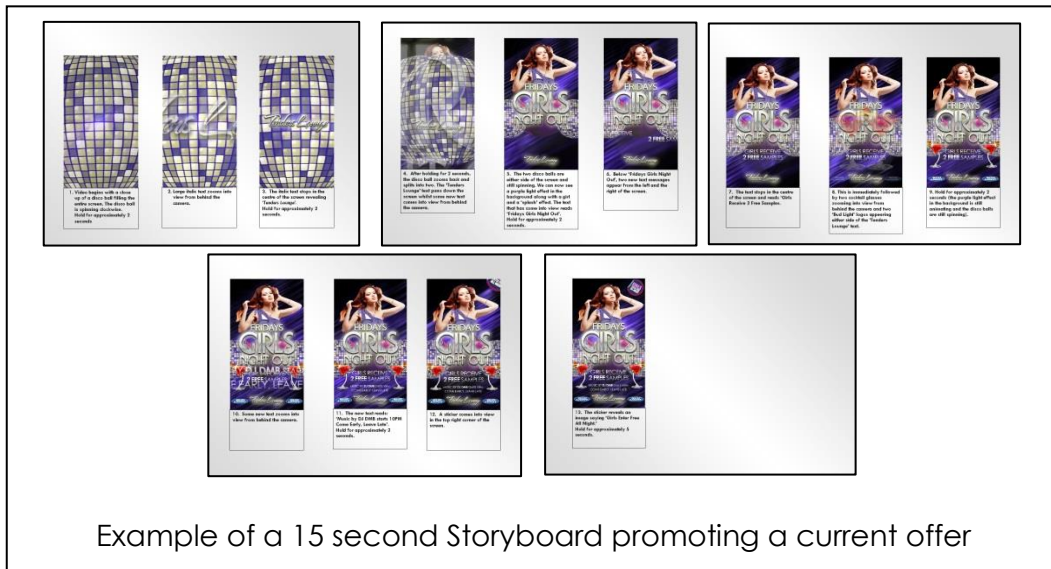 1. Video begins with a close
up of a disco ball filling the
entire screen. The disco ball
is spinning clockwise.
Hold for approximately 2
seconds
2. Large italic text zooms into
view from behind the
camera.
3. The italic text stops in the
centre of the screen revealing
Hold for approximately 2
seconds.
4. After holding for 2 seconds,
the disco ball zooms back and
splits into two. The
Lounge' text pans down the
screen whilst some new text
comes into view from behind
the camera.
5. The two disco balls are
either side of the screen and
still spinning. We can now see
a purple light effect in the
background along with a girl
and a 'splash' effect. The text
that has come into view reads
'Fridays Girls Night Out'.
Hold for approximately 2
seconds.
6. Below 'Fridays Girls Night
Out', two new text messages
appear from the left and the
right of the screen.
7. The text stops in the centre
of the screen and reads 'Girls
Receive 2 Free Samples.
8. This is immediately followed
by two cocktail glasses
zooming into view from
behind the camera and two
'Bud Light' logos appearing
either side of the
Lounge' text.
9. Hold for approximately 2
seconds (the purple light effect
in the background is still
animating and the disco balls
are still spinning).
FRIDAYS
GIRLS
NIGHT OUT
GIRLS RECEIVE
2 FREE SAMPLES
10. Some new text zooms into
view from behind the camera.
11. The new text reads:
'Music by DJ DMB starts 10PM
Come Early, Leave Late'.
Hold for approximately 2
seconds.
12. A sticker comes into view
in the top right corner of the
screen.
13. The sticker reveals an
image saying 'Girls Enter Free
All Night.'
Hold for approximately 5
seconds.
Example of a 15 second Storyboard promoting a current offer